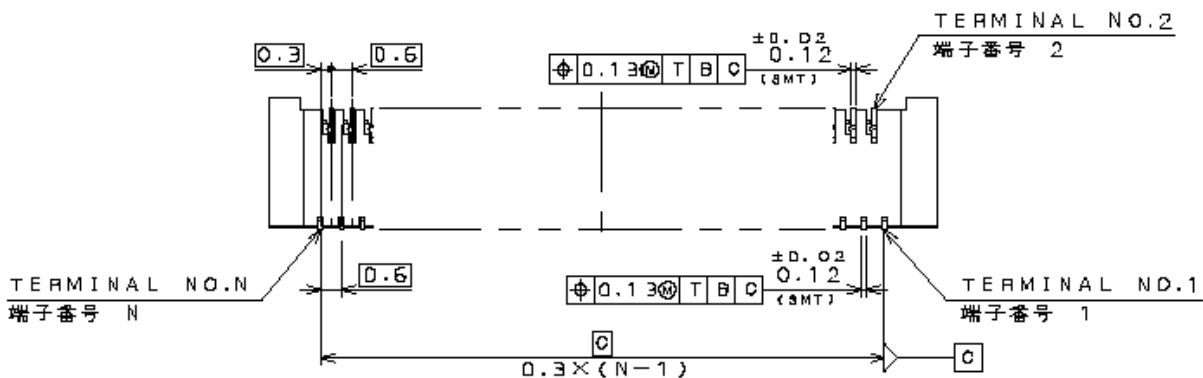 TERMINAL NO.2
端子番号 2
0.3
0.6
±0.02
0.12
(SMT)
⌖ 0.13Ⓜ T B C
TERMINAL NO.N
端子番号 N
0.6
±0.02
0.12
(SMT)
⌖ 0.13Ⓜ T B C
TERMINAL NO.1
端子番号 1
C
0.3×(N-1)
C